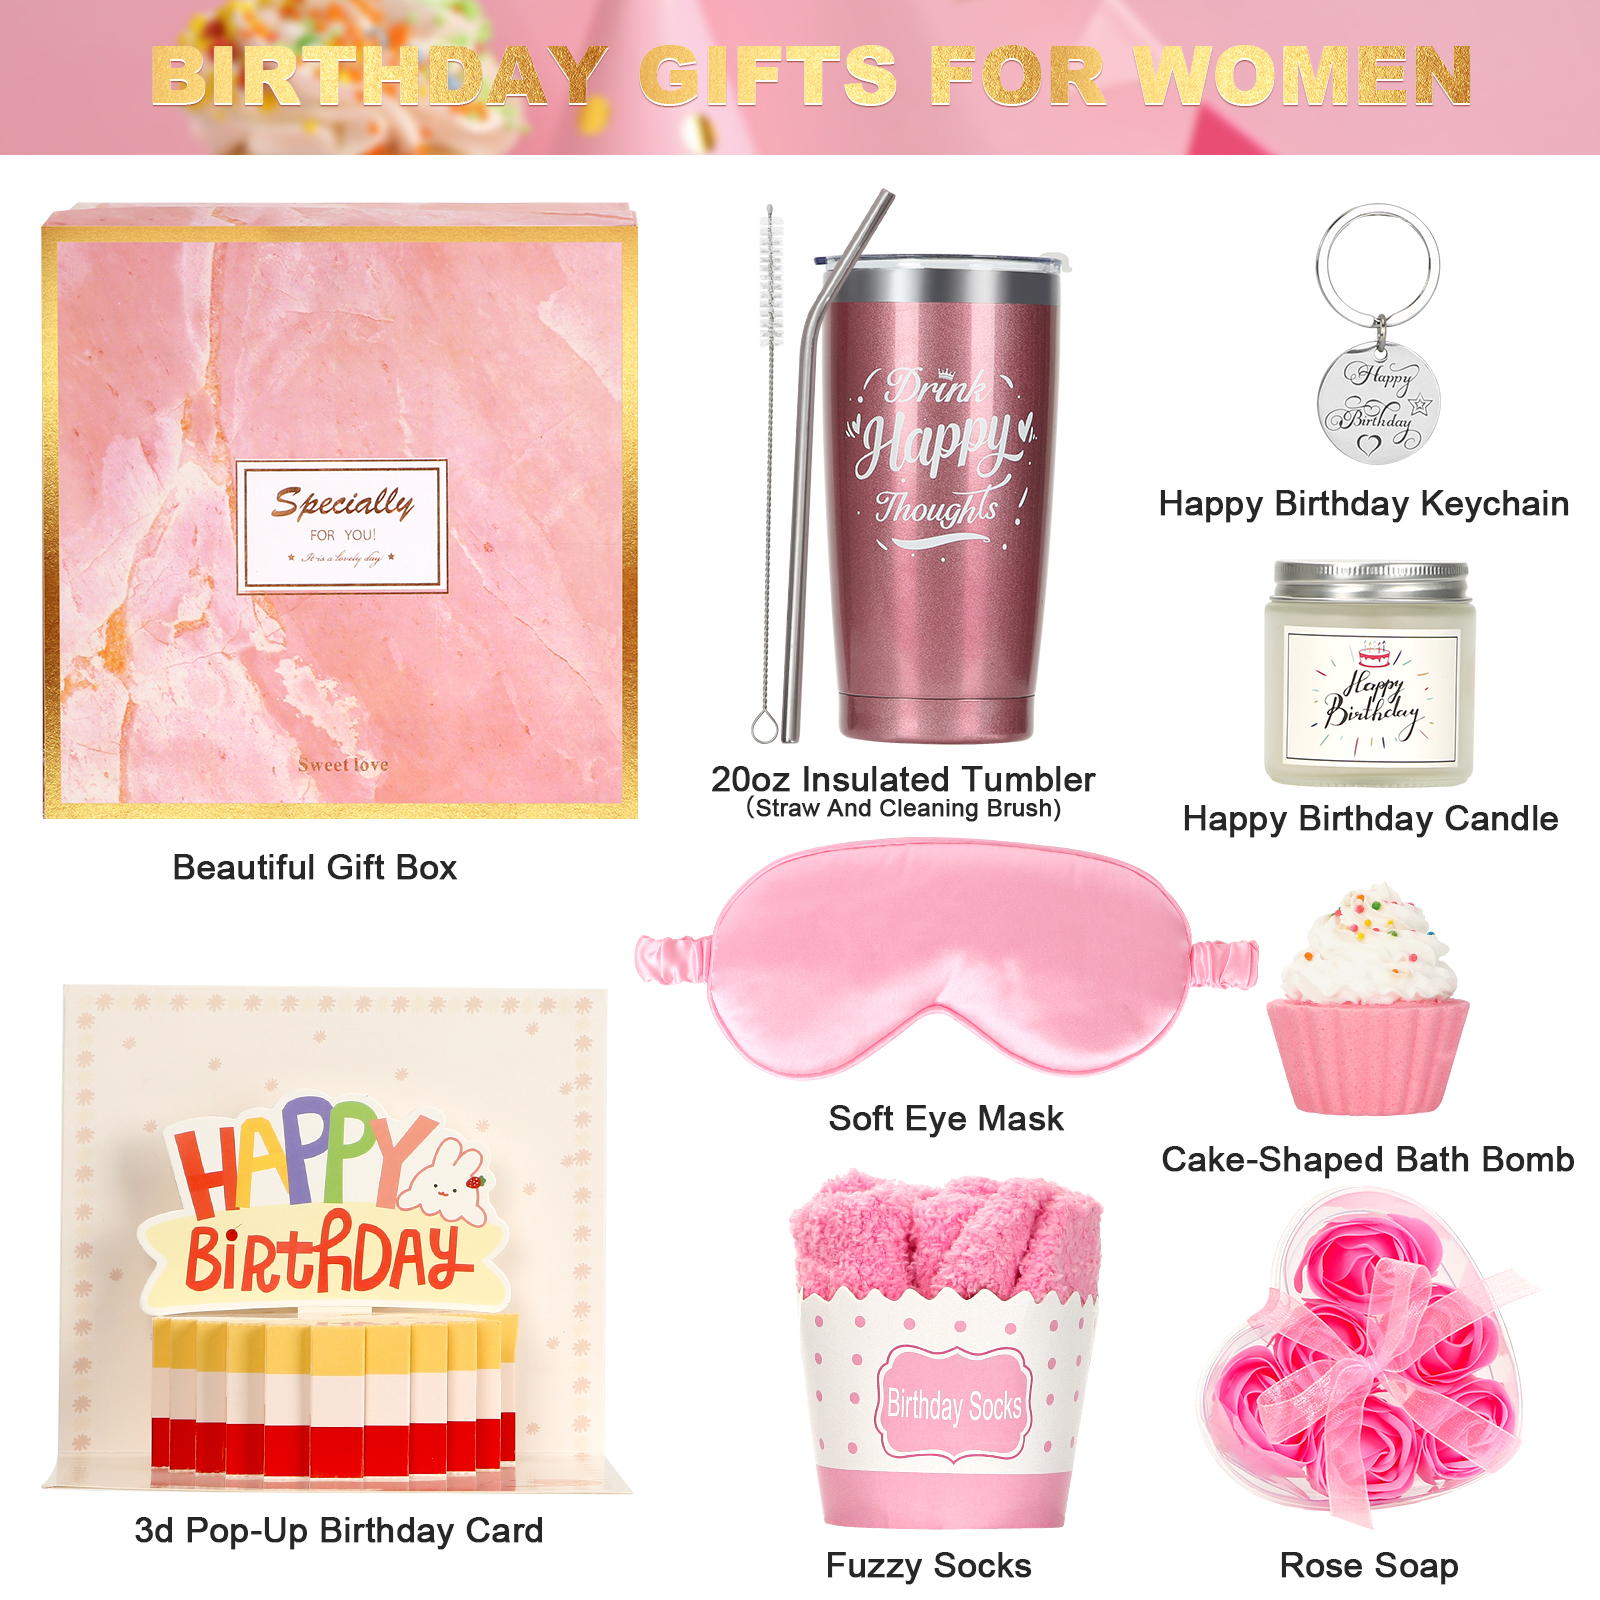 BIRTHDAY GIFTS FOR WOMEN
Specially
FOR YOU!
It is a lovely day
Sweet love
Beautiful Gift Box
Drink
Happy
Thoughts
20oz Insulated Tumbler
(Straw And Cleaning Brush)
Happy
Birthday
Happy Birthday Keychain
Happy
Birthday
Happy Birthday Candle
Soft Eye Mask
Cake-Shaped Bath Bomb
HAPPY
BirthDAY
3d Pop-Up Birthday Card
Birthday Socks
Fuzzy Socks
Rose Soap